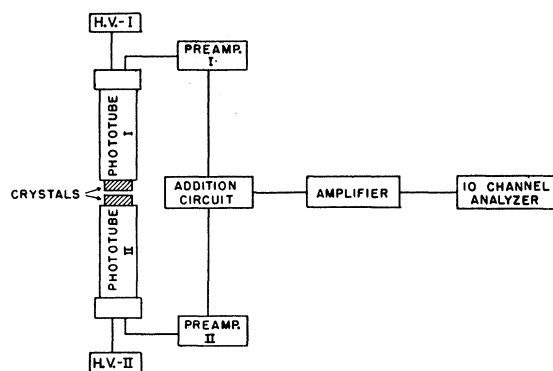 H.V.-I
PREAMP.
I
PHOTOTUBE I
CRYSTALS
ADDITION
CIRCUIT
AMPLIFIER
10 CHANNEL
ANALYZER
PHOTOTUBE II
PREAMP.
II
H.V.-II